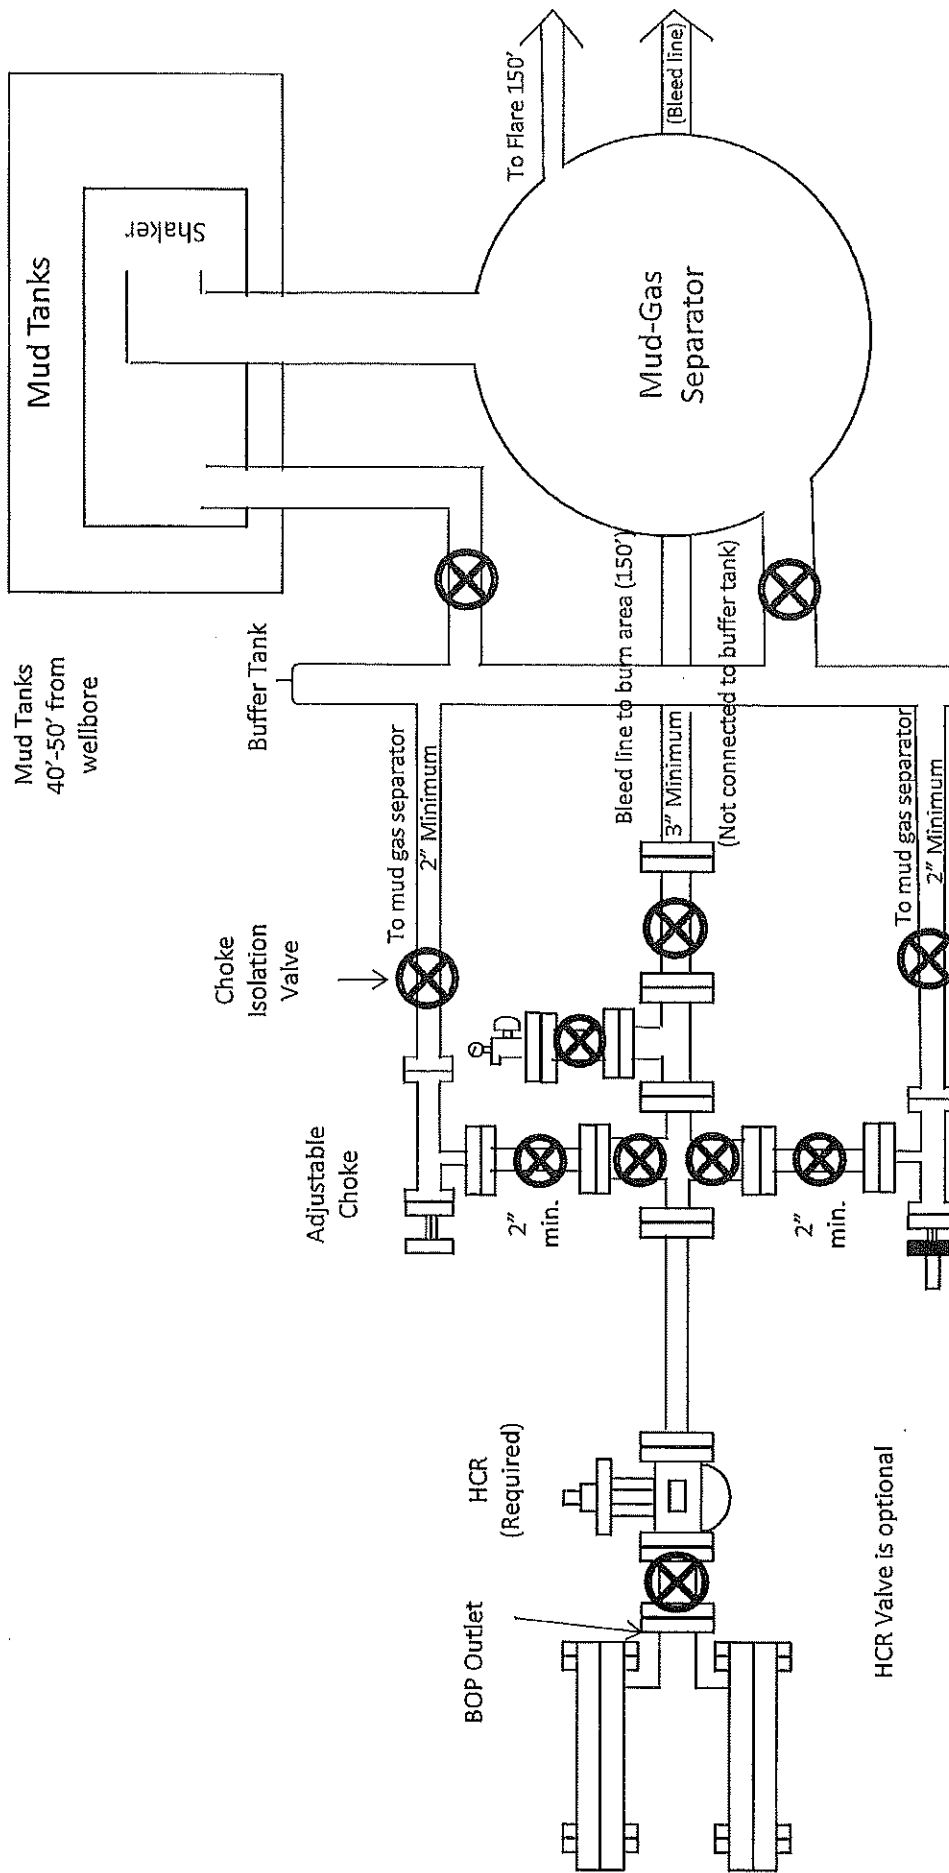 Mud Tanks
40'-50' from
wellbore
Mud Tanks
Shaker
Buffer Tank
Choke
Isolation
Valve
Adjustable
Choke
To mud gas separator
2" Minimum
To Flare 150'
(Bleed line)
Mud-Gas
Separator
Bleed line to burn area (150')
3" Minimum
(Not connected to buffer tank)
2"
min.
2"
min.
HCR
(Required)
BOP Outlet
To mud gas separator
2" Minimum
HCR Valve is optional